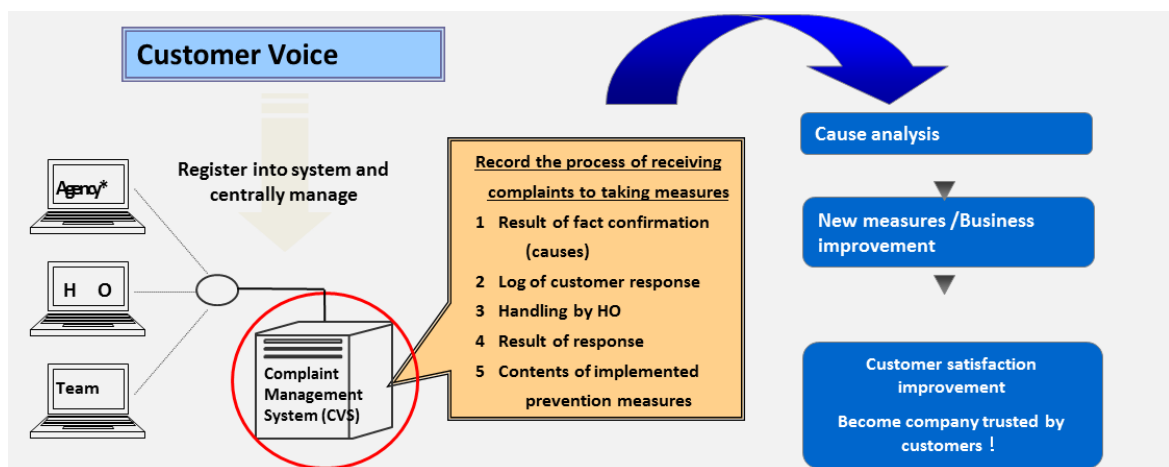 Customer Voice
Register into system and
centrally manage
Agency*
H O
Team
Complaint
Management
System (CVS)
Record the process of receiving
complaints to taking measures
1 Result of fact confirmation
(causes)
2 Log of customer response
3 Handling by HO
4 Result of response
5 Contents of implemented
prevention measures
Cause analysis
New measures /Business
improvement
Customer satisfaction
improvement
Become company trusted by
customers！